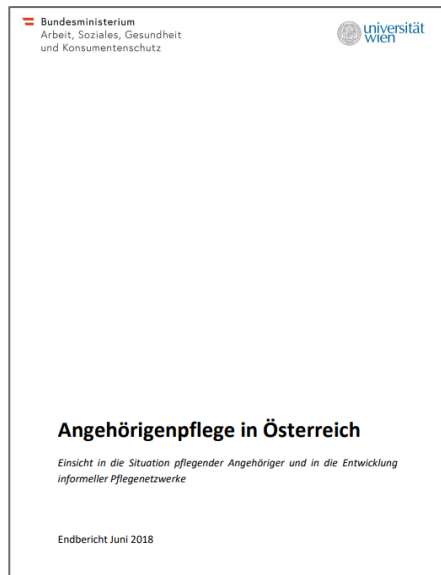 Bundesministerium
Arbeit, Soziales, Gesundheit
und Konsumentenschutz
universität
wien
Angehörigenpflege in Österreich
Einsicht in die Situation pflegender Angehöriger und in die Entwicklung
informeller Pflegenetzwerke
Endbericht Juni 2018